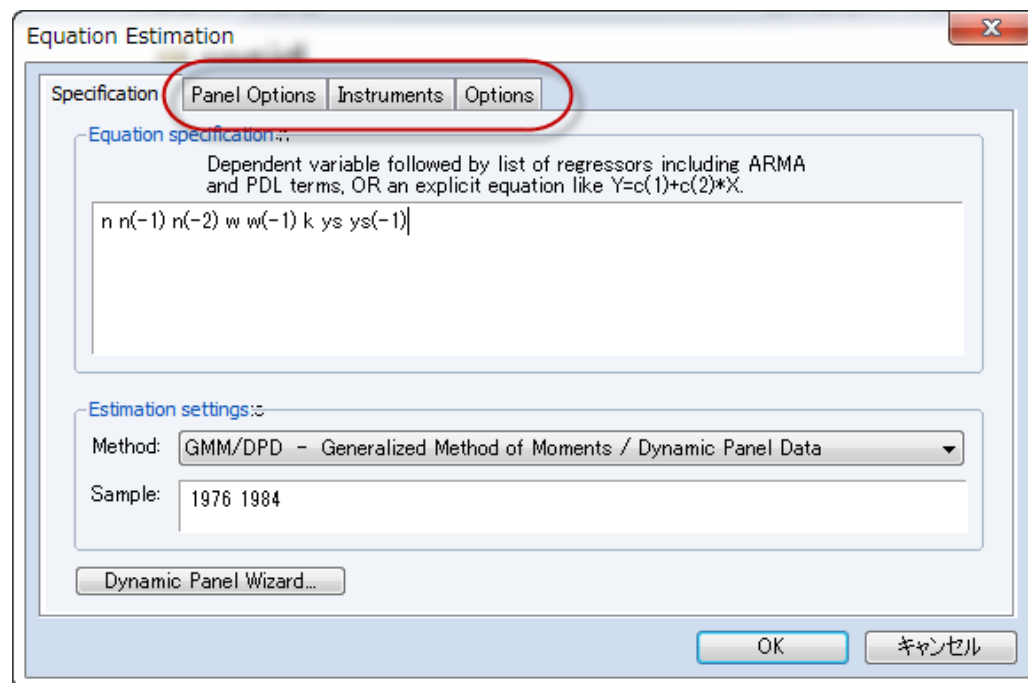 Equation Estimation
Specification Panel Options Instruments Options
Equation specification
Dependent variable followed by list of regressors including ARMA
and PDL terms, OR an explicit equation like Y=c(1)+c(2)*X.
n n(-1) n(-2) w w(-1) k ys ys(-1)
Estimation settings
Method: GMM/DPD - Generalized Method of Moments / Dynamic Panel Data
Sample: 1976 1984
Dynamic Panel Wizard...
OK キャンセル